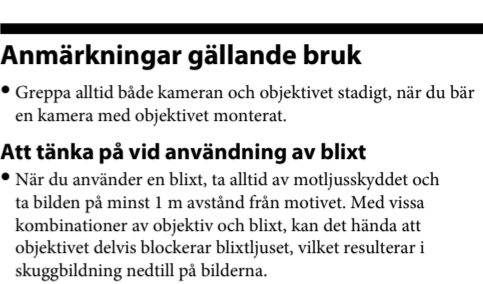 Anmärkningar gällande bruk
• Greppa alltid både kameran och objektivet stadigt, när du bär
en kamera med objektivet monterat.
Att tänka på vid användning av blixt
• När du använder en blixt, ta alltid av motljusskyddet och
ta bilden på minst 1 m avstånd från motivet. Med vissa
kombinationer av objektiv och blixt, kan det hända att
objektivet delvis blockerar blixtljuset, vilket resulterar i
skuggbildning nedtill på bilderna.